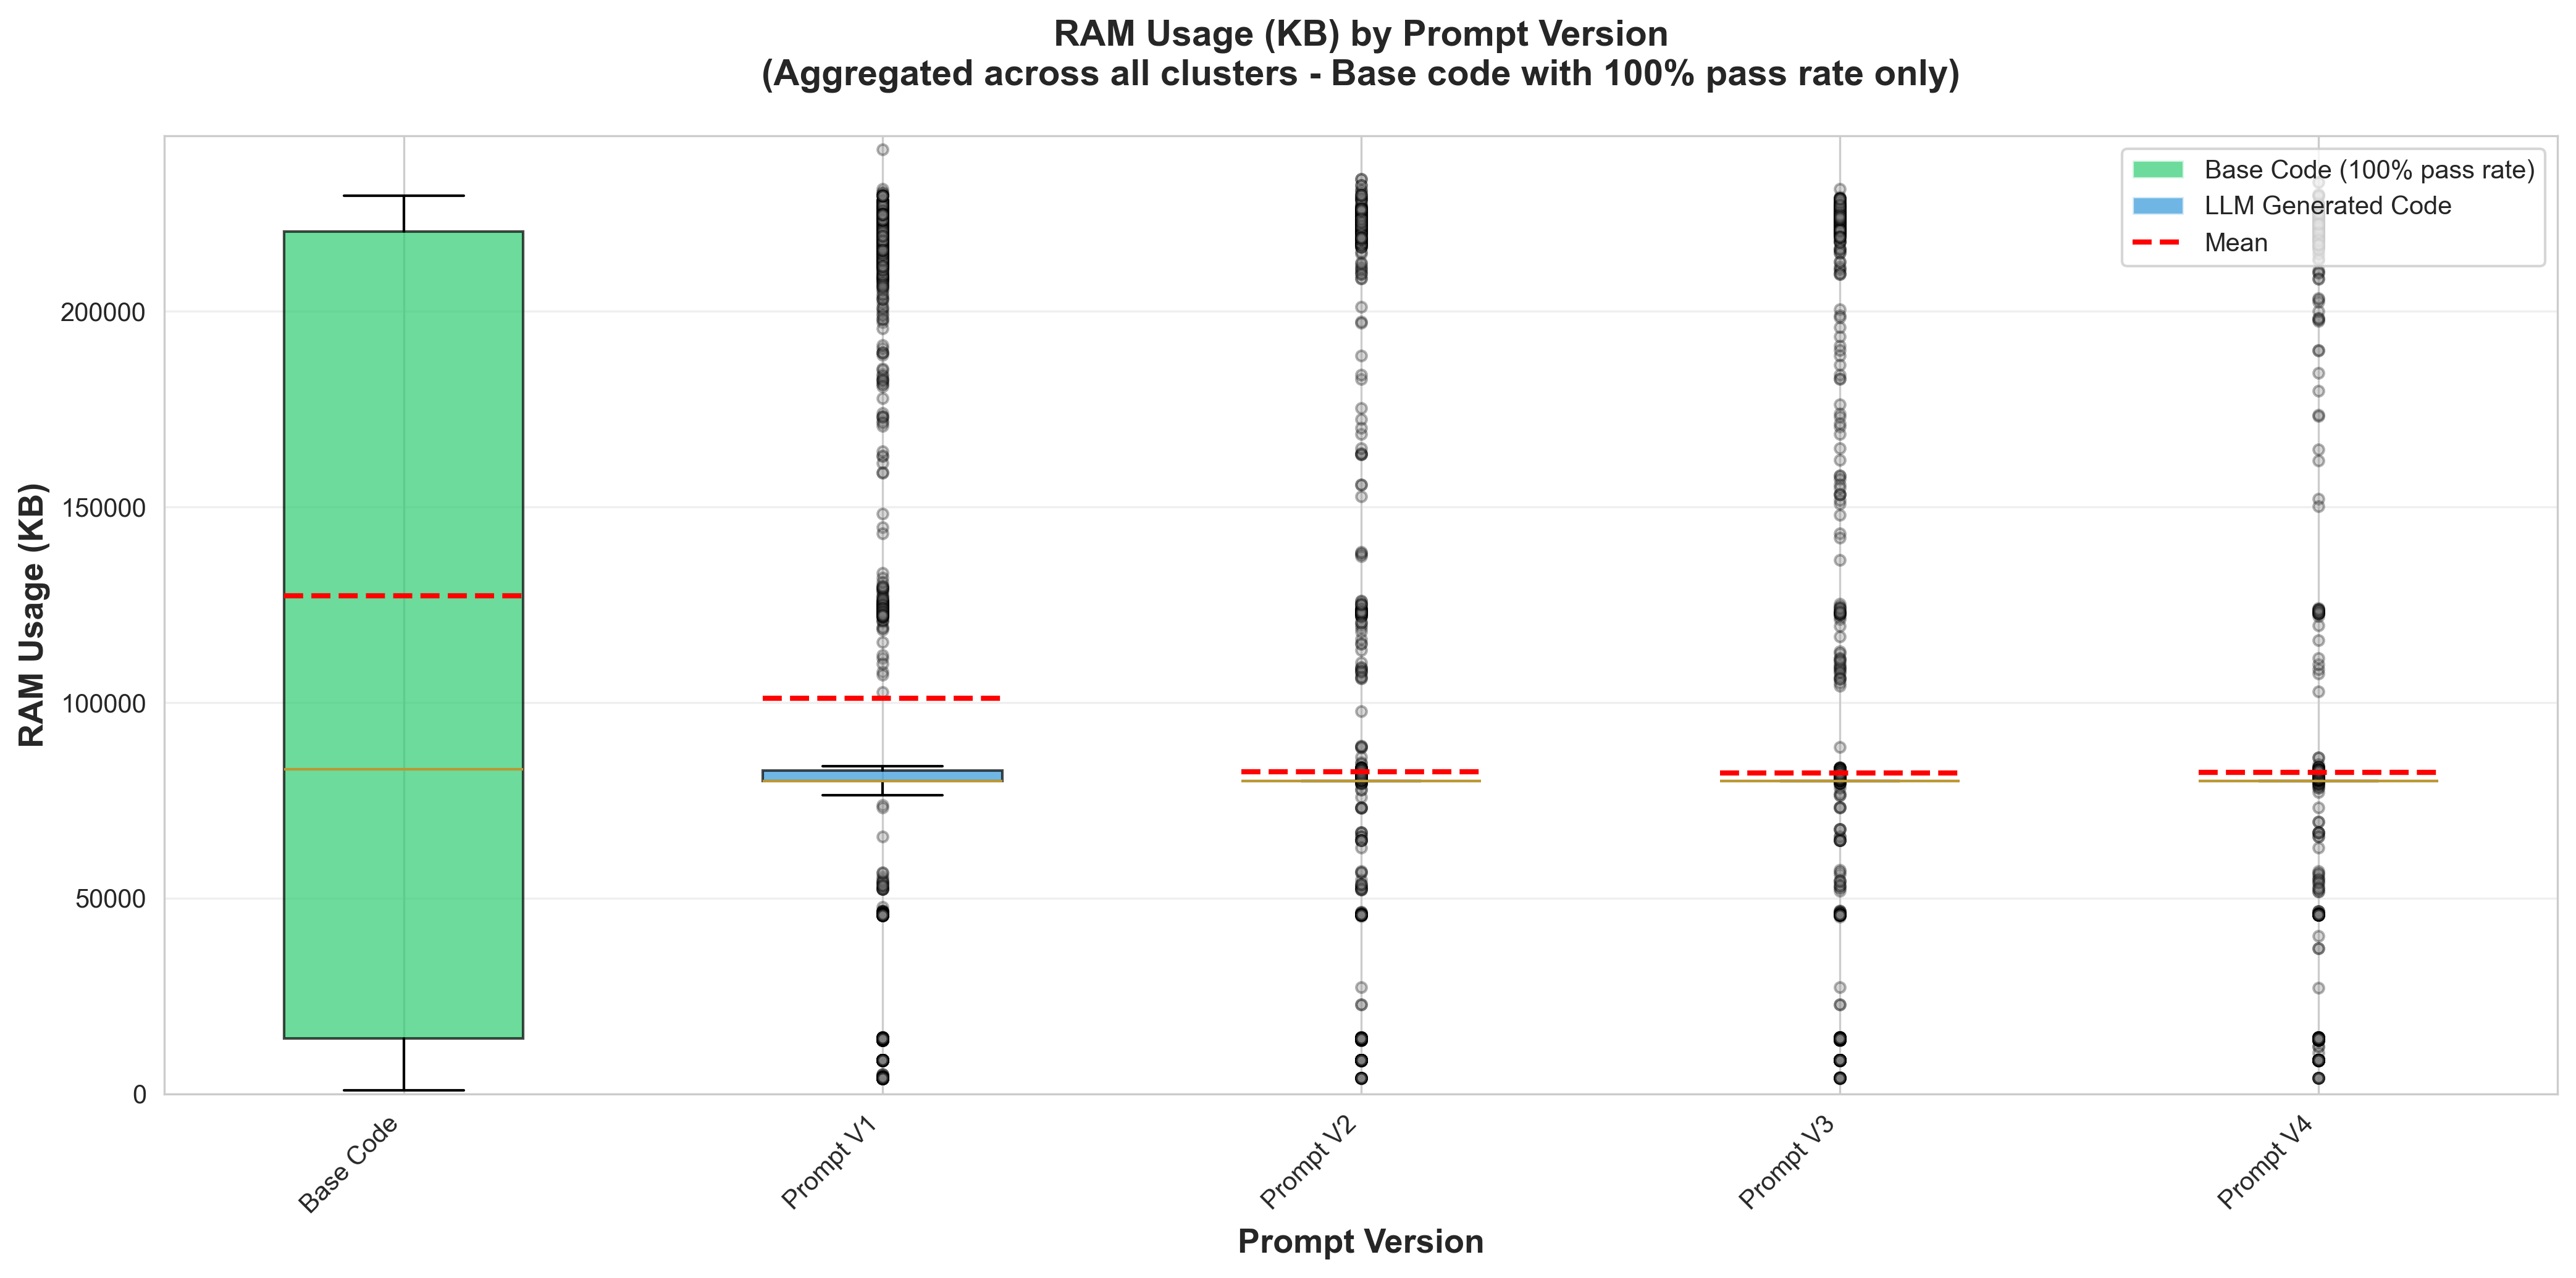 RAM Usage (KB) by Prompt Version
(Aggregated across all clusters - Base code with 100% pass rate only)
Base Code (100% pass rate)
LLM Generated Code
Mean
RAM Usage (KB)
200000
150000
100000
50000
0
Base Code
Prompt V1
Prompt V2
Prompt V3
Prompt V4
Prompt Version